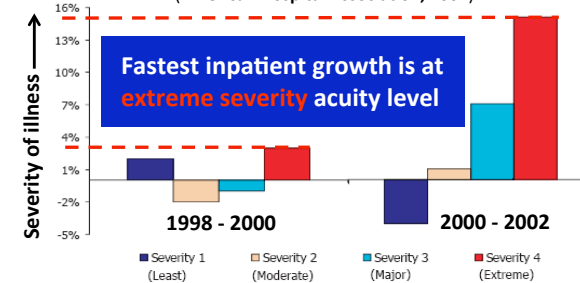 16%
13%
10%
7%
4%
1%
-2%
-5%
Severity of illness
Fastest inpatient growth is at
extreme severity acuity level
1998 - 2000
2000 - 2002
Severity 1
(Least)
Severity 2
(Moderate)
Severity 3
(Major)
Severity 4
(Extreme)